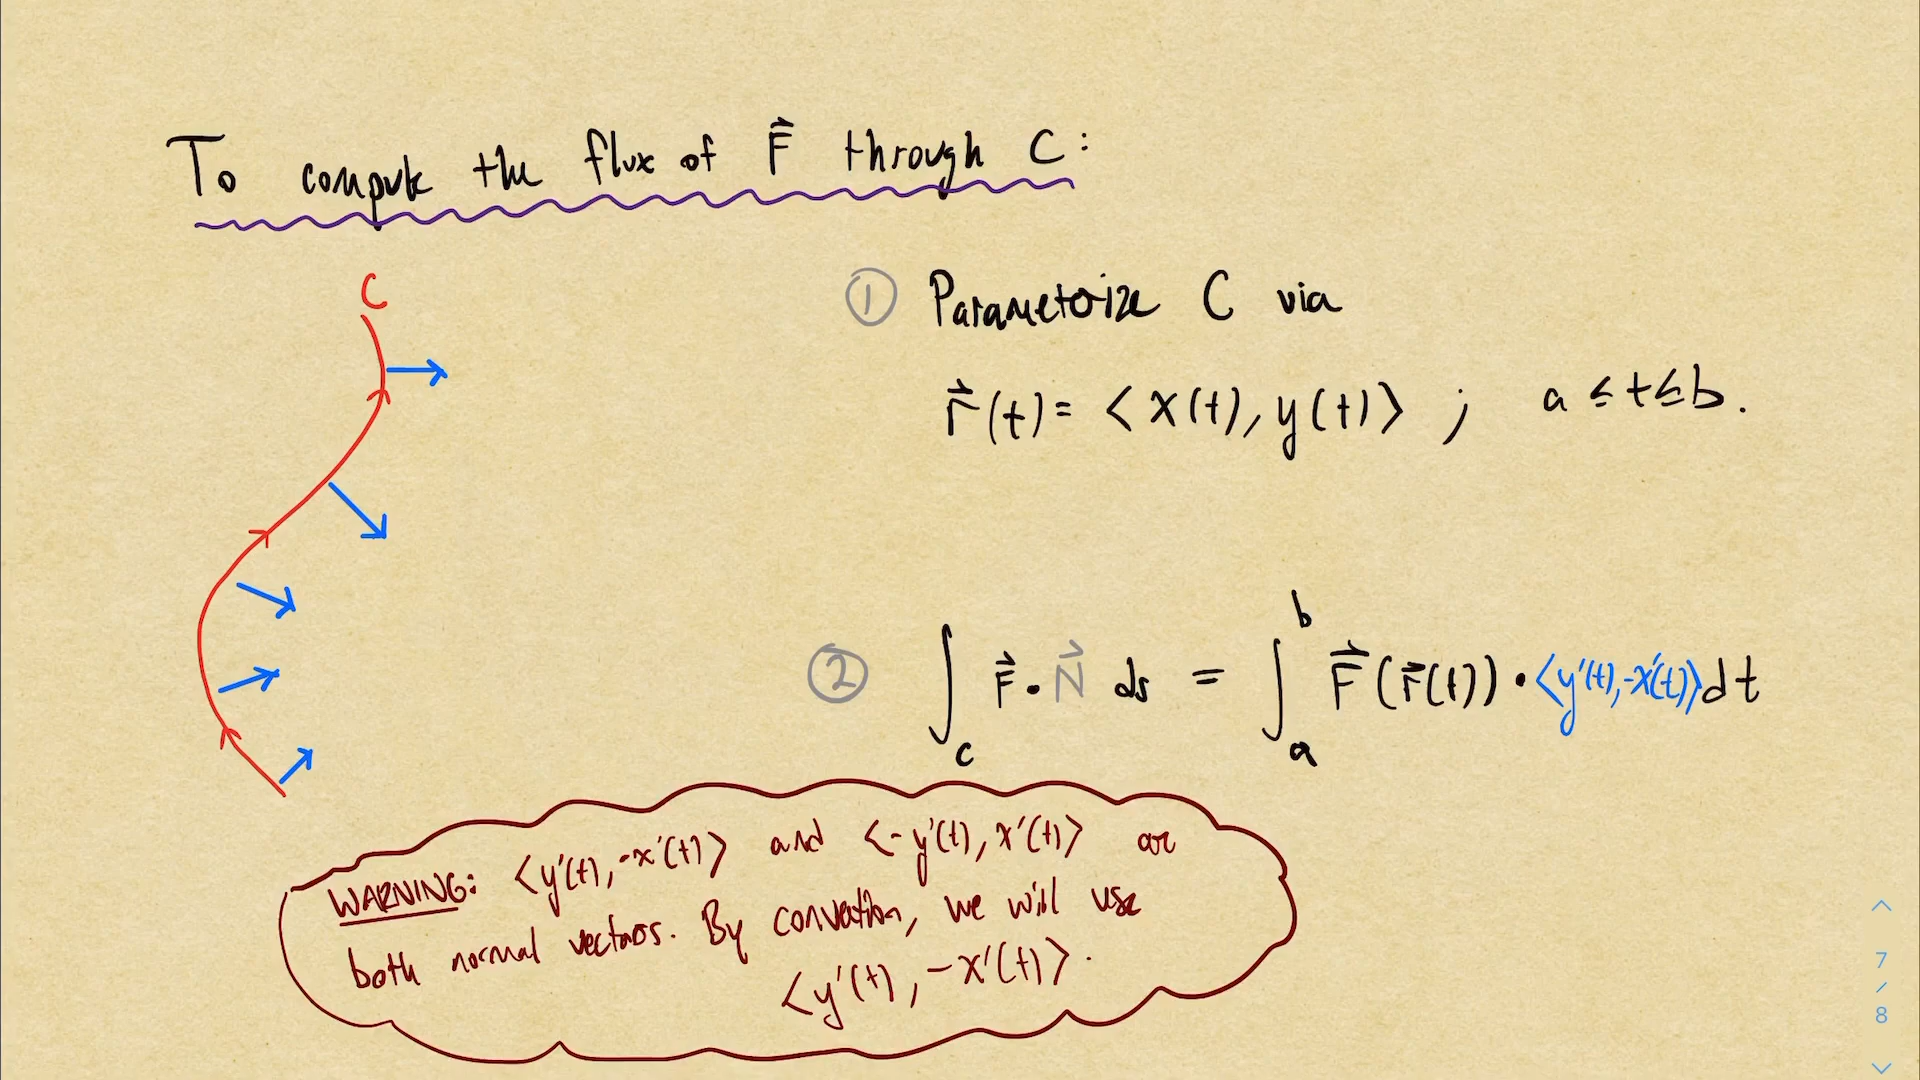 To compute the flux of F⃗ through C:
C
① Parameterize C via
r⃗(t) = ⟨x(t), y(t)⟩ ; a ≤ t ≤ b.
② ∫_C F⃗ • N⃗ ds = ∫_a^b F⃗(r⃗(t)) • ⟨y'(t), -x'(t)⟩ dt
WARNING: ⟨y'(t), -x'(t)⟩ and ⟨-y'(t), x'(t)⟩ are
both normal vectors. By convention, we will use
⟨y'(t), -x'(t)⟩.
7
/
8